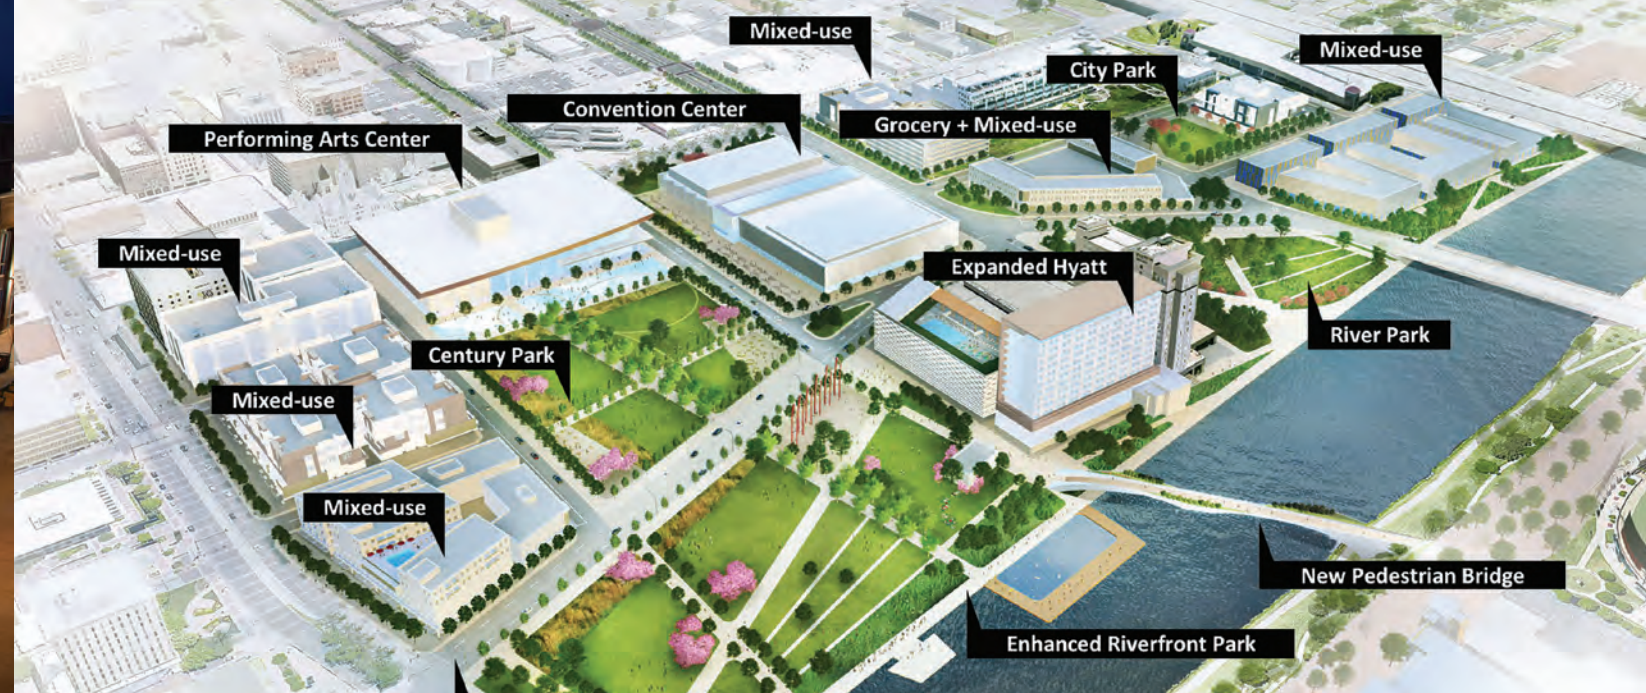 Mixed-use
Mixed-use
City Park
Convention Center
Grocery + Mixed-use
Performing Arts Center
Mixed-use
Expanded Hyatt
River Park
Century Park
Mixed-use
Mixed-use
New Pedestrian Bridge
Enhanced Riverfront Park